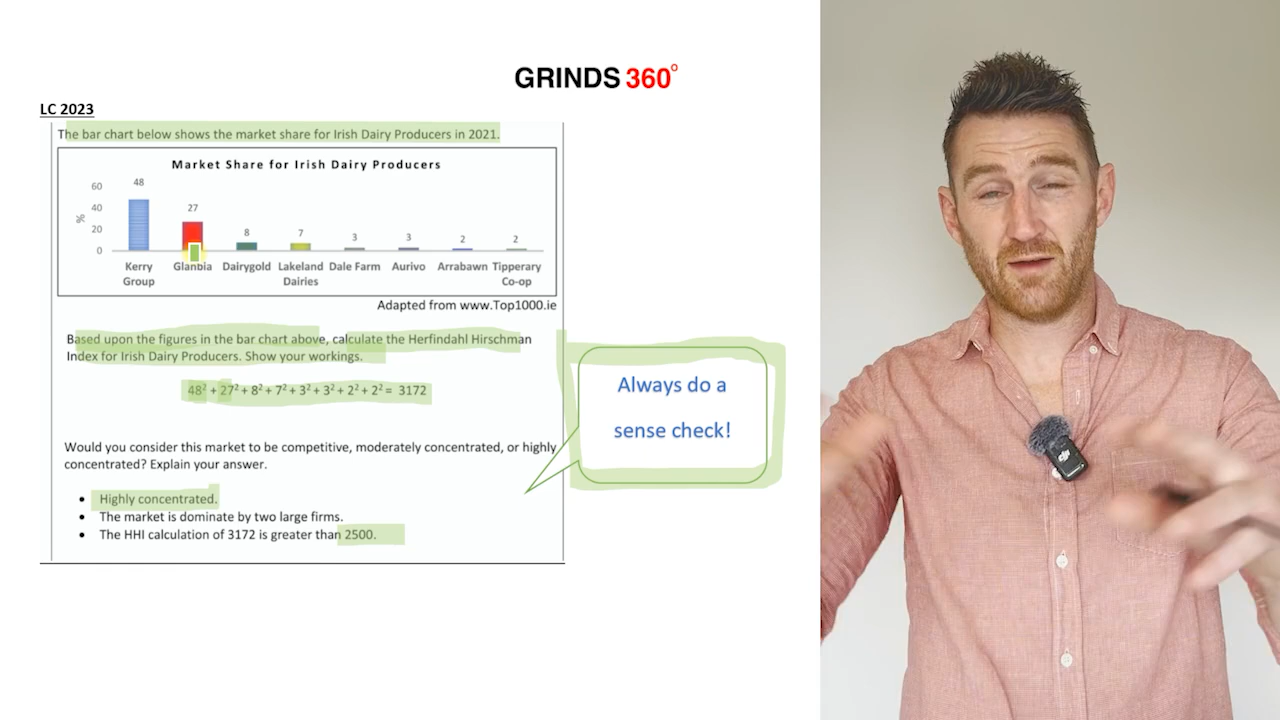 GRINDS 360°
LC 2023
The bar chart below shows the market share for Irish Dairy Producers in 2021.
Market Share for Irish Dairy Producers
60
40
20
0
%
48
27
8
7
3
3
2
2
Kerry Group
Glanbia
Dairygold
Lakeland Dairies
Dale Farm
Aurivo
Arrabawn
Tipperary Co-op
Adapted from www.Top1000.ie
Based upon the figures in the bar chart above, calculate the Herfindahl Hirschman
Index for Irish Dairy Producers. Show your workings.
48² + 27² + 8² + 7² + 3² + 3² + 2² + 2² = 3172
Always do a
sense check!
Would you consider this market to be competitive, moderately concentrated, or highly
concentrated? Explain your answer.
• Highly concentrated.
• The market is dominate by two large firms.
• The HHI calculation of 3172 is greater than 2500.
dji